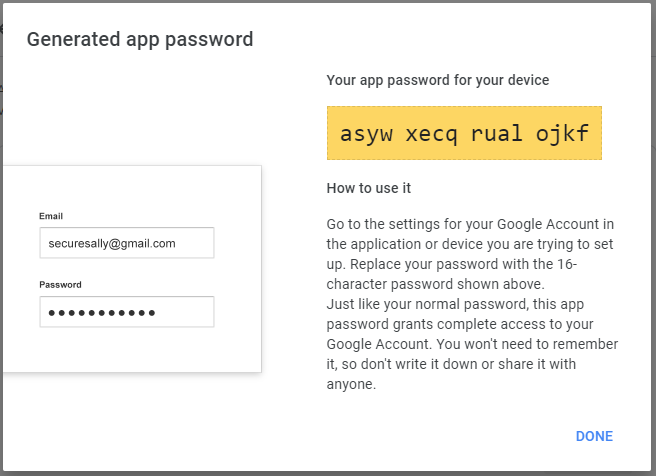 Generated app password
Your app password for your device
asyw xecq rual ojkf
How to use it
Go to the settings for your Google Account in
the application or device you are trying to set
up. Replace your password with the 16-
character password shown above.
Just like your normal password, this app
password grants complete access to your
Google Account. You won't need to remember
it, so don't write it down or share it with
anyone.
Email
securesally@gmail.com
Password
●●●●●●●●●●●
DONE